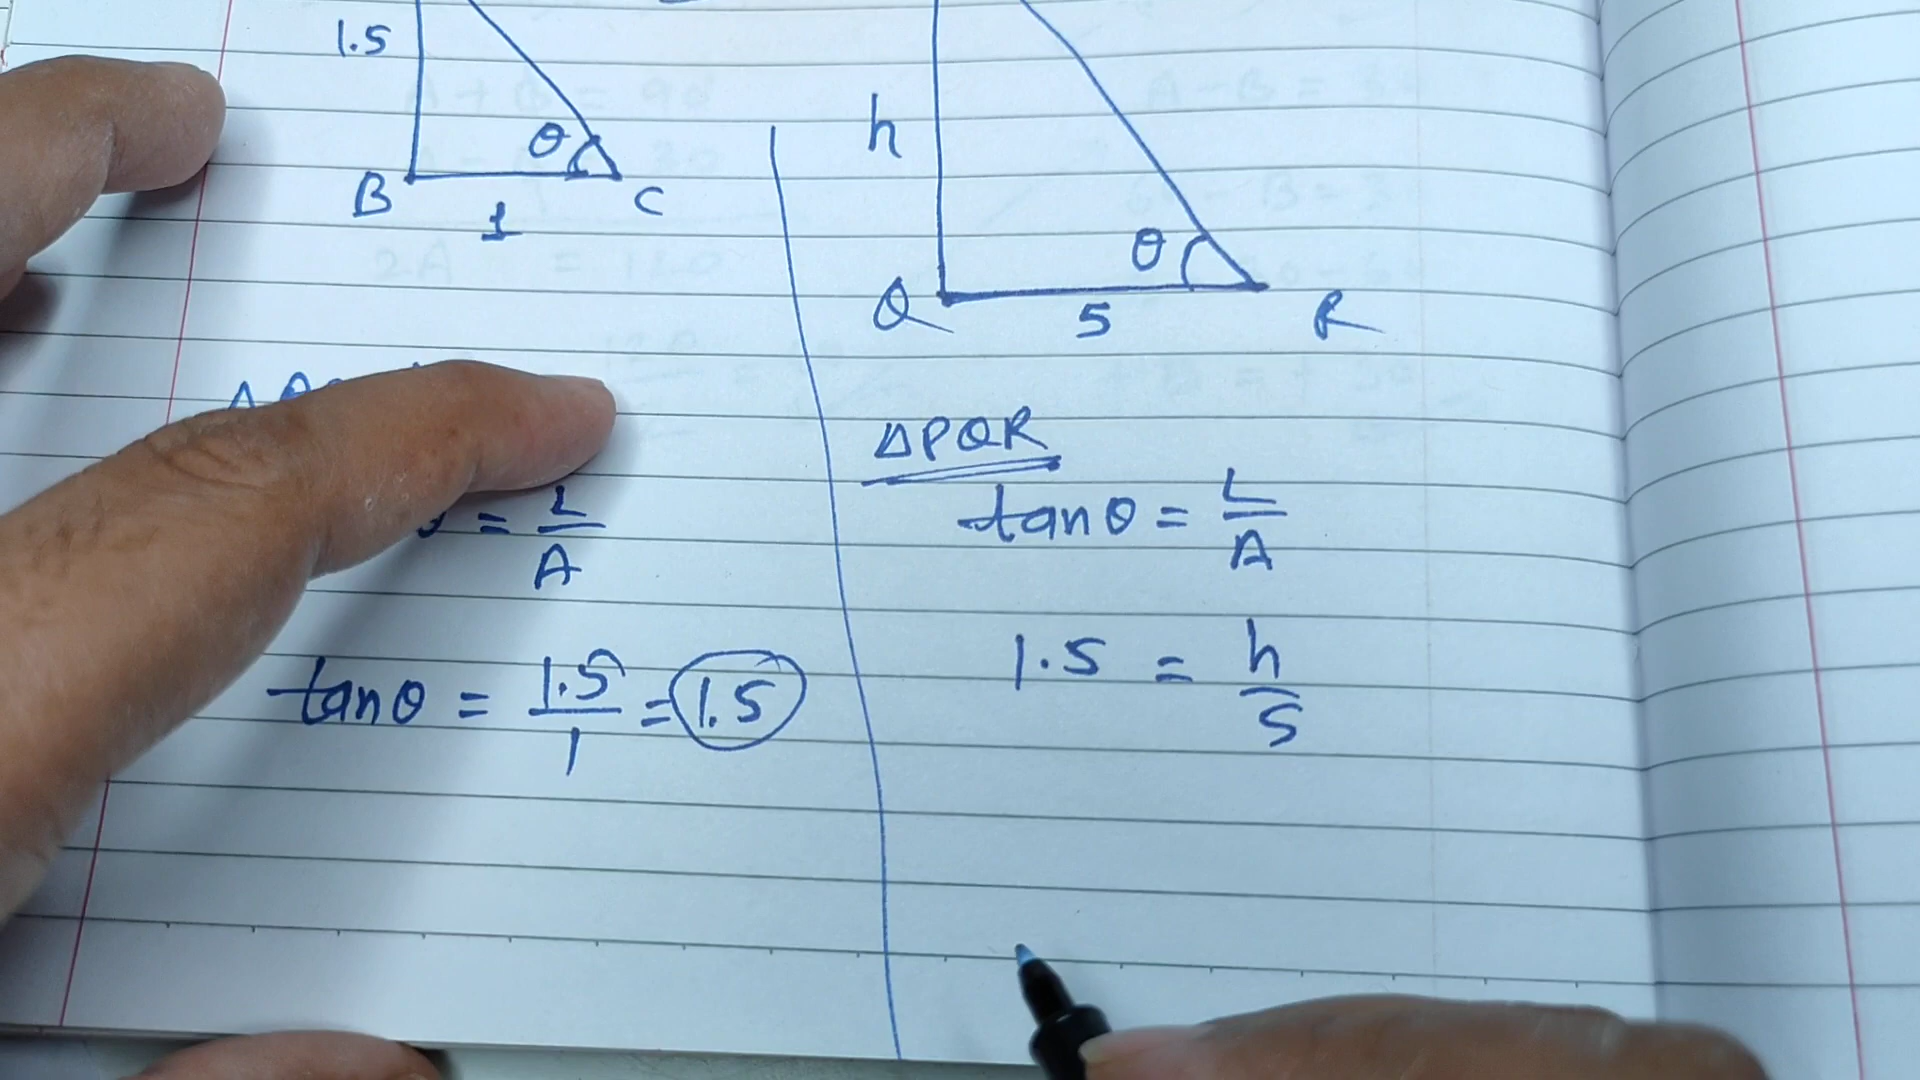 1.5
θ
B
C
1
h
θ
Q
R
5
= L/A
tanθ = 1.5/1 = 1.5
ΔPQR
tanθ = L/A
1.5 = h/5